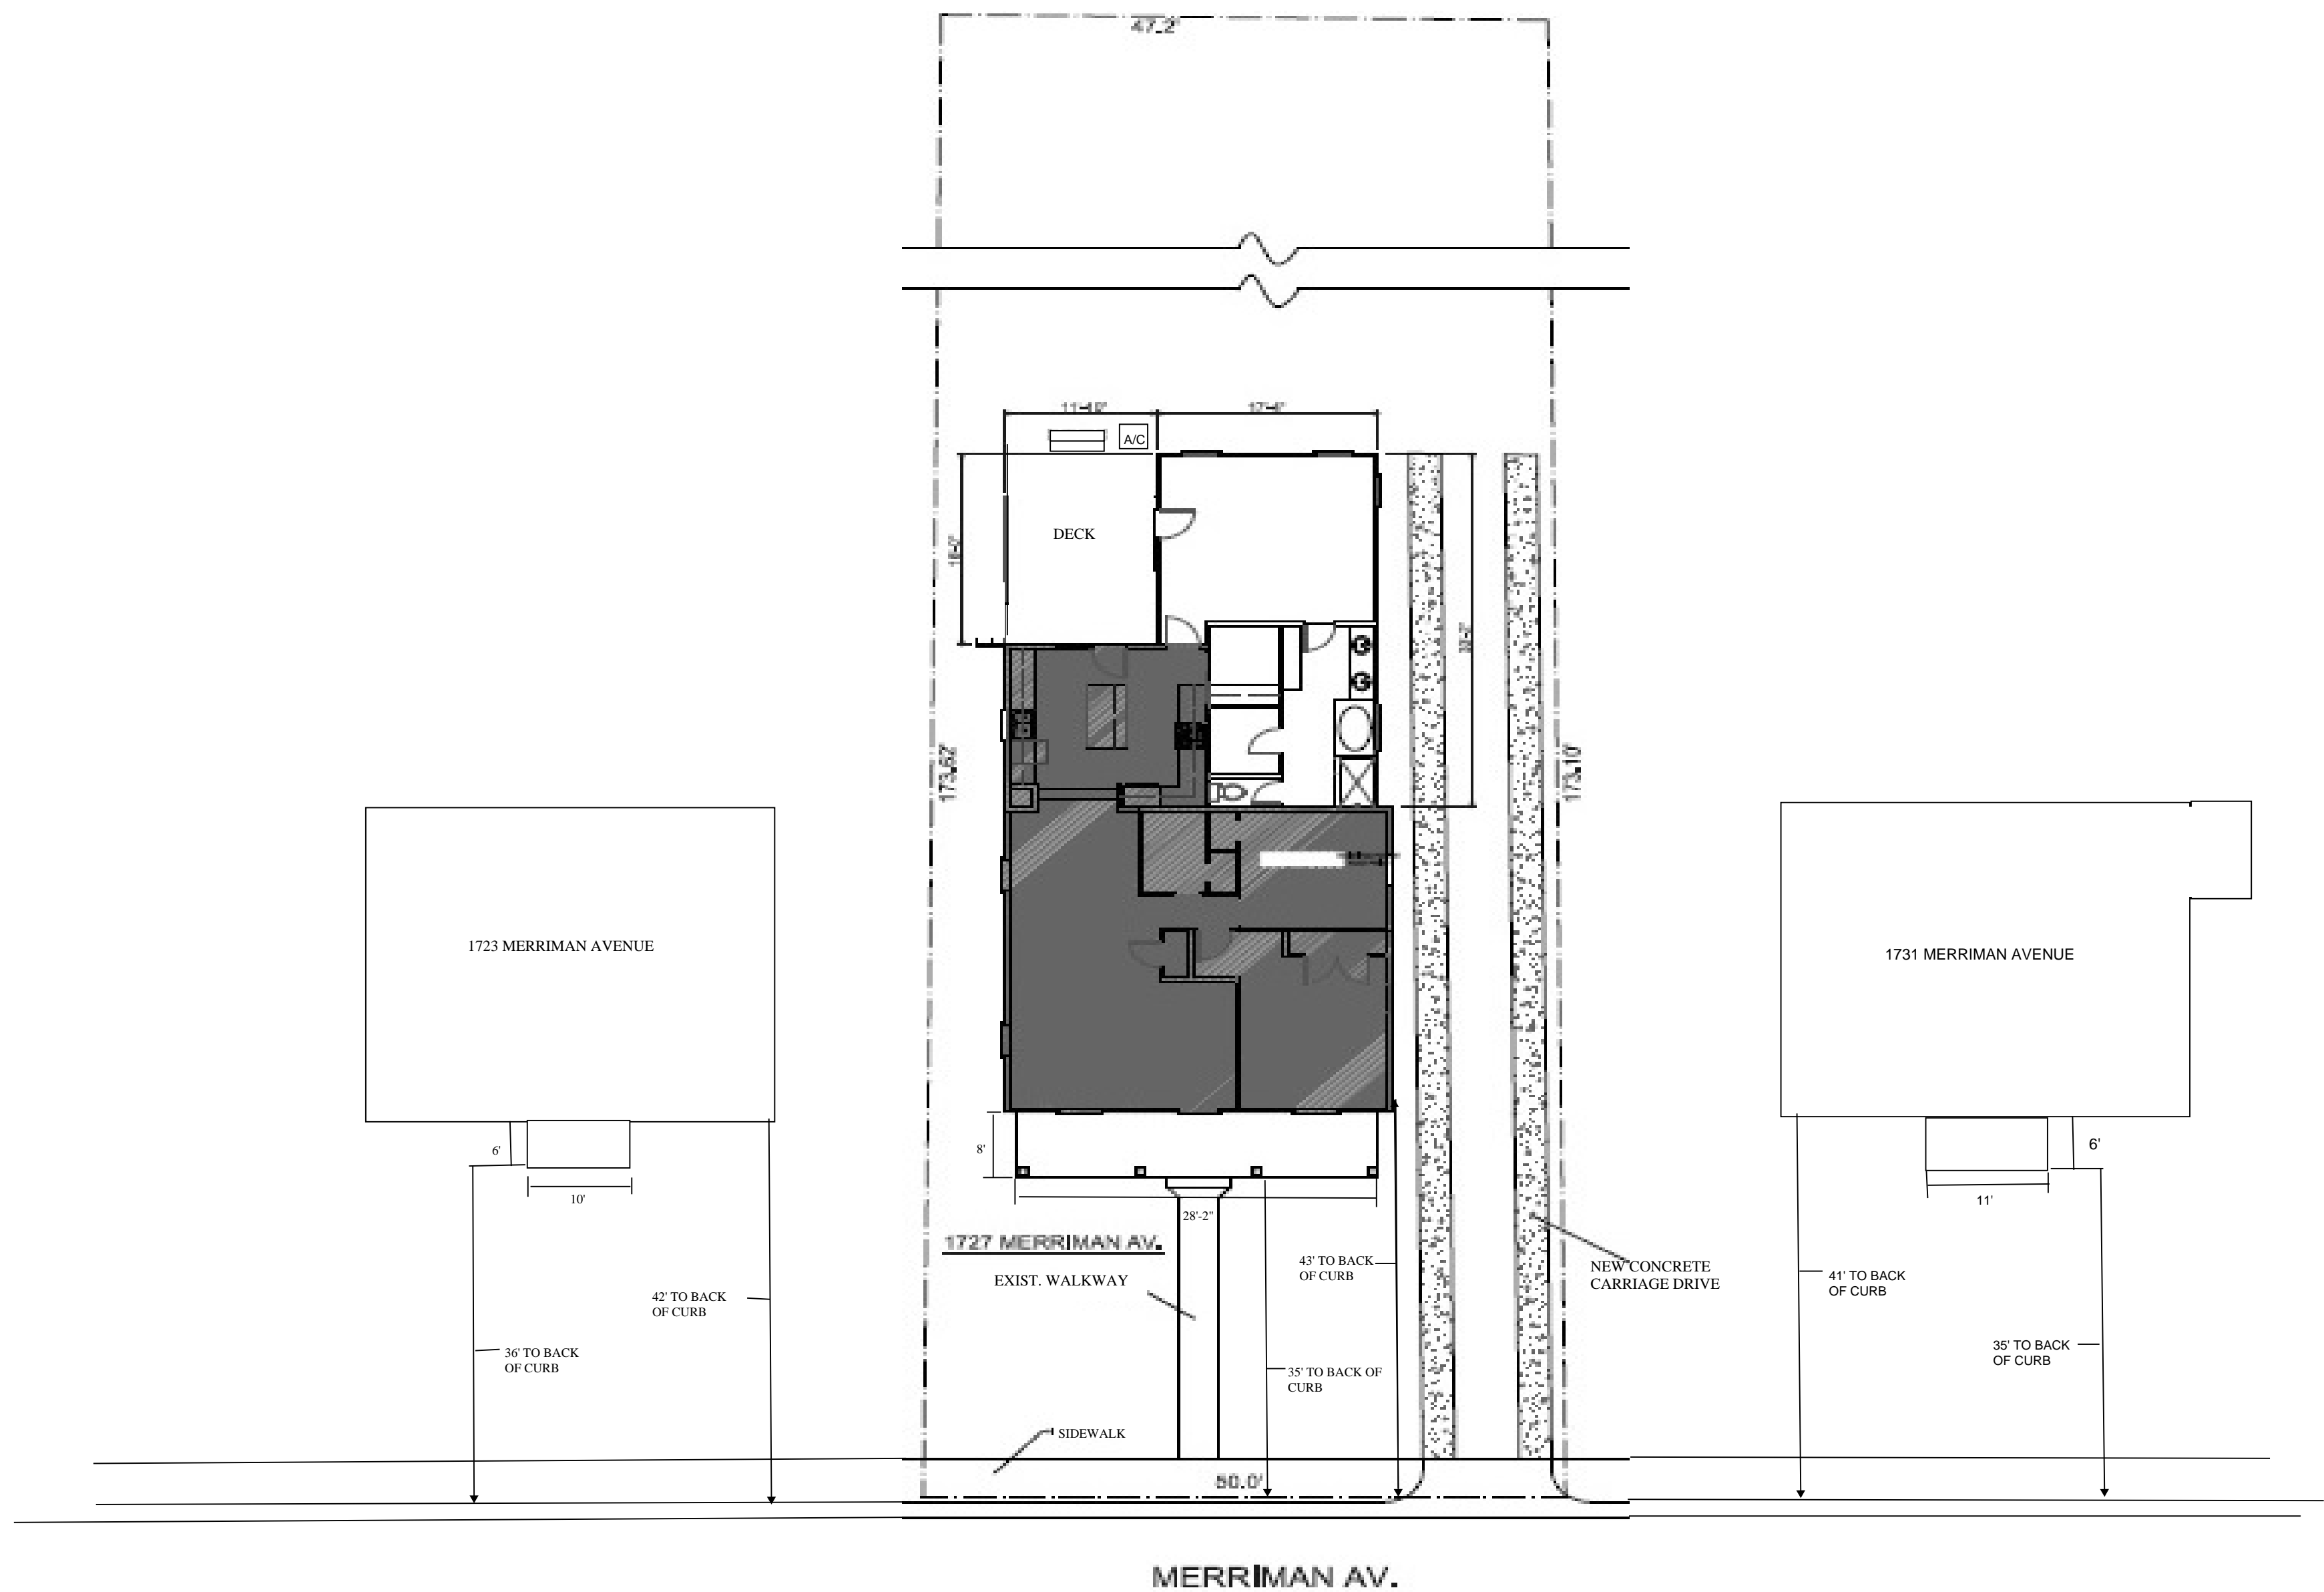 47.2'
17'-4"
A/C
DECK
173.62'
173.10'
1723 MERRIMAN AVENUE
1731 MERRIMAN AVENUE
6'
8'
6'
10'
11'
28'-2"
1727 MERRIMAN AV.
EXIST. WALKWAY
43' TO BACK
OF CURB
NEW CONCRETE
CARRIAGE DRIVE
41' TO BACK
OF CURB
42' TO BACK
OF CURB
36' TO BACK
OF CURB
35' TO BACK OF
CURB
35' TO BACK
OF CURB
SIDEWALK
50.0'
MERRIMAN AV.